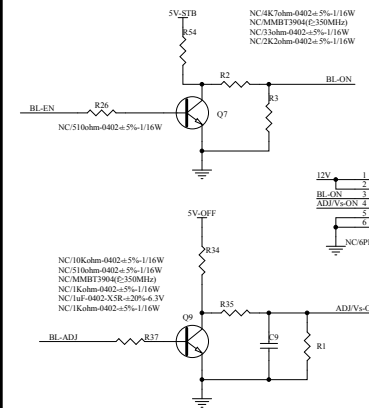 5V-STB
NC/4K7ohm-0402-±5%-1/16W
NC/MMBT3904(f≥350MHz)
NC/33ohm-0402-±5%-1/16W
NC/2K2ohm-0402-±5%-1/16W
R54
R2
BL-ON
R3
BL-EN
R26
Q7
NC/510ohm-0402-±5%-1/16W
12V 1
2
BL-ON 3
ADJ/Vs-ON 4
5
6
5V-OFF
R34
NC/10Kohm-0402-±5%-1/16W
NC/510ohm-0402-±5%-1/16W
NC/MMBT3904(f≥350MHz)
NC/1Kohm-0402-±5%-1/16W
NC/1uF-0402-X5R-±20%-6.3V
NC/1Kohm-0402-±5%-1/16W
R35
Q9
C9
R1
BL-ADJ
R37